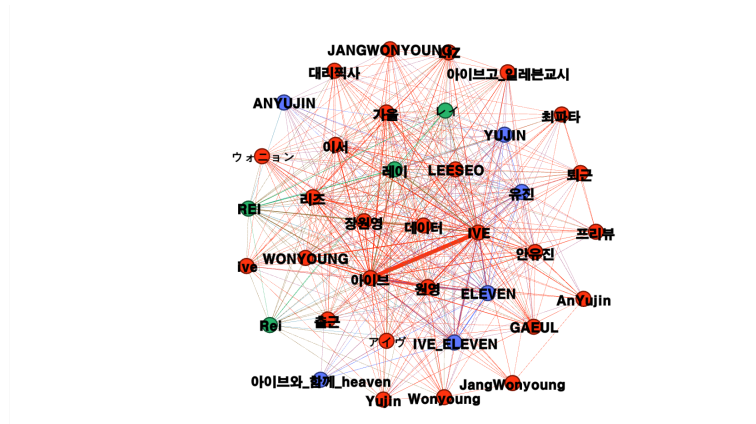 JANGWONYOUNG
LIZ
대리찍사
아이브고_일레븐교시
ANYUJIN
가을
レイ
최파타
YUJIN
이서
ウォニョン
레이
LEESEO
퇴근
유진
REI
리즈
장원영
데이터
IVE
프리뷰
안유진
Ive
WONYOUNG
아이브
원영
ELEVEN
AnYujin
Rei
출근
GAEUL
アイヴ
IVE_ELEVEN
아이브와_함께_heaven
JangWonyoung
Yujin
Wonyoung